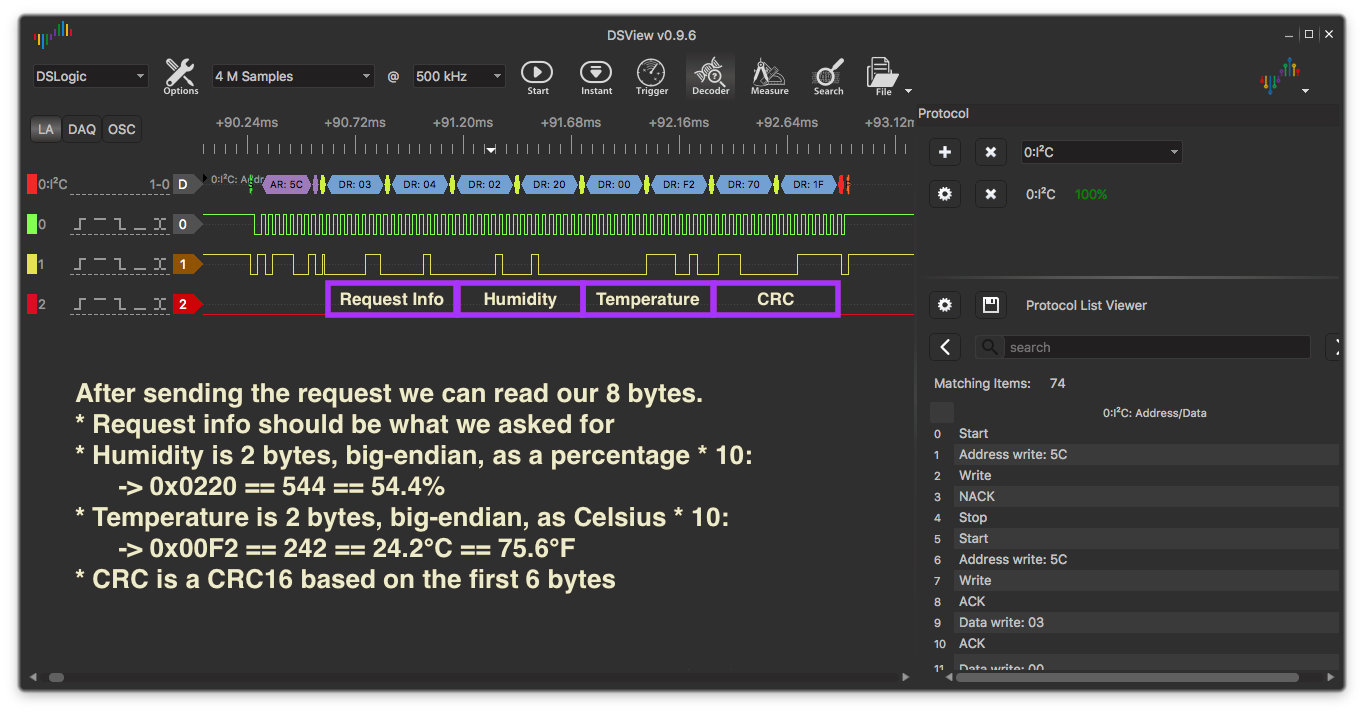 DSView v0.9.6
DSLogic
Options
4 M Samples
@
500 kHz
Start
Instant
Trigger
Decoder
Measure
Search
File
LA DAQ OSC
+90.24ms +90.72ms +91.20ms +91.68ms +92.16ms +92.64ms +93.12m
0:I²C 1-0 D 0:I²C: Addr AR: 5C DR: 03 DR: 04 DR: 02 DR: 20 DR: 00 DR: F2 DR: 70 DR: 1F
0 0
1 1
2 2
Request Info Humidity Temperature CRC
After sending the request we can read our 8 bytes.
* Request info should be what we asked for
* Humidity is 2 bytes, big-endian, as a percentage * 10:
-> 0x0220 == 544 == 54.4%
* Temperature is 2 bytes, big-endian, as Celsius * 10:
-> 0x00F2 == 242 == 24.2°C == 75.6°F
* CRC is a CRC16 based on the first 6 bytes
Protocol
0:I²C
0:I²C 100%
Protocol List Viewer
search
Matching Items: 74
0:I²C: Address/Data
0 Start
1 Address write: 5C
2 Write
3 NACK
4 Stop
5 Start
6 Address write: 5C
7 Write
8 ACK
9 Data write: 03
10 ACK
11 Data write: 00